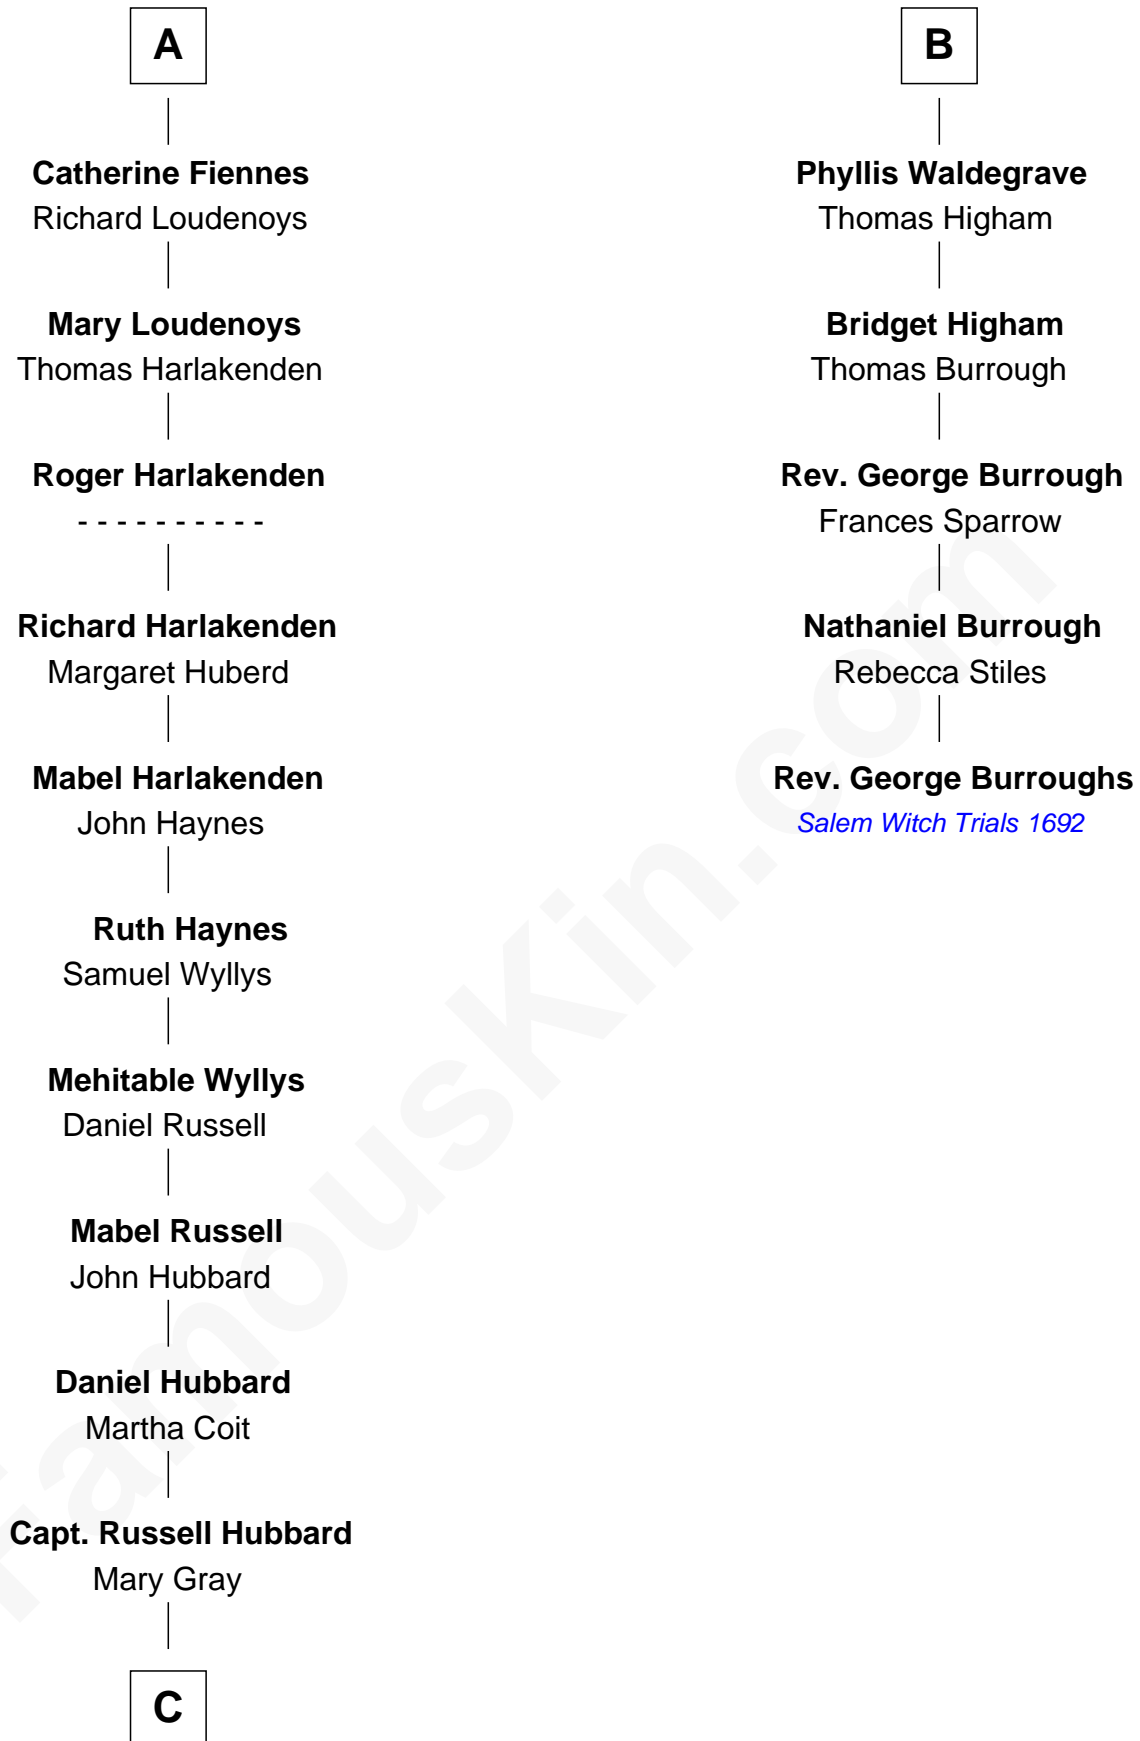 A
Catherine Fiennes
Richard Loudenoys
Mary Loudenoys
Thomas Harlakenden
Roger Harlakenden
- - - - - - - - - -
Richard Harlakenden
Margaret Huberd
Mabel Harlakenden
John Haynes
Ruth Haynes
Samuel Wyllys
Mehitable Wyllys
Daniel Russell
Mabel Russell
John Hubbard
Daniel Hubbard
Martha Coit
Capt. Russell Hubbard
Mary Gray
C
B
Phyllis Waldegrave
Thomas Higham
Bridget Higham
Thomas Burrough
Rev. George Burrough
Frances Sparrow
Nathaniel Burrough
Rebecca Stiles
Rev. George Burroughs
Salem Witch Trials 1692
FamousKin.com